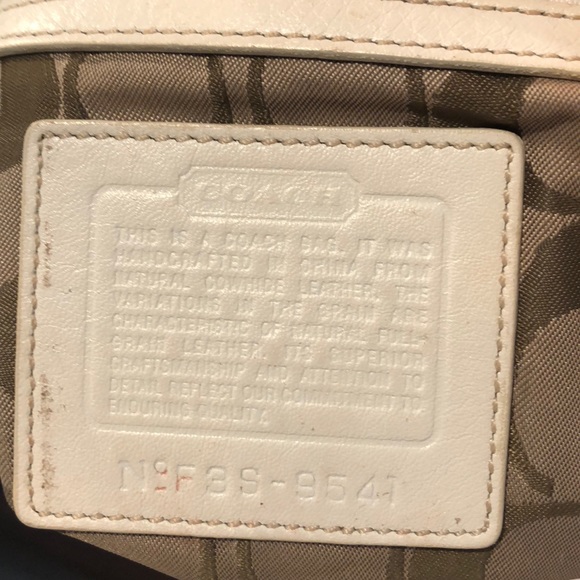 COACH
THIS IS A COACH BAG. IT WAS
HANDCRAFTED IN CHINA FROM
NATURAL COWHIDE LEATHER. THE
VARIATIONS IN THE GRAIN ARE
CHARACTERISTIC OF NATURAL FULL-
GRAIN LEATHER. ITS SUPERIOR
CRAFTSMANSHIP AND ATTENTION TO
DETAIL REFLECT OUR COMMITMENT TO
ENDURING QUALITY.
Nº F3S-9541